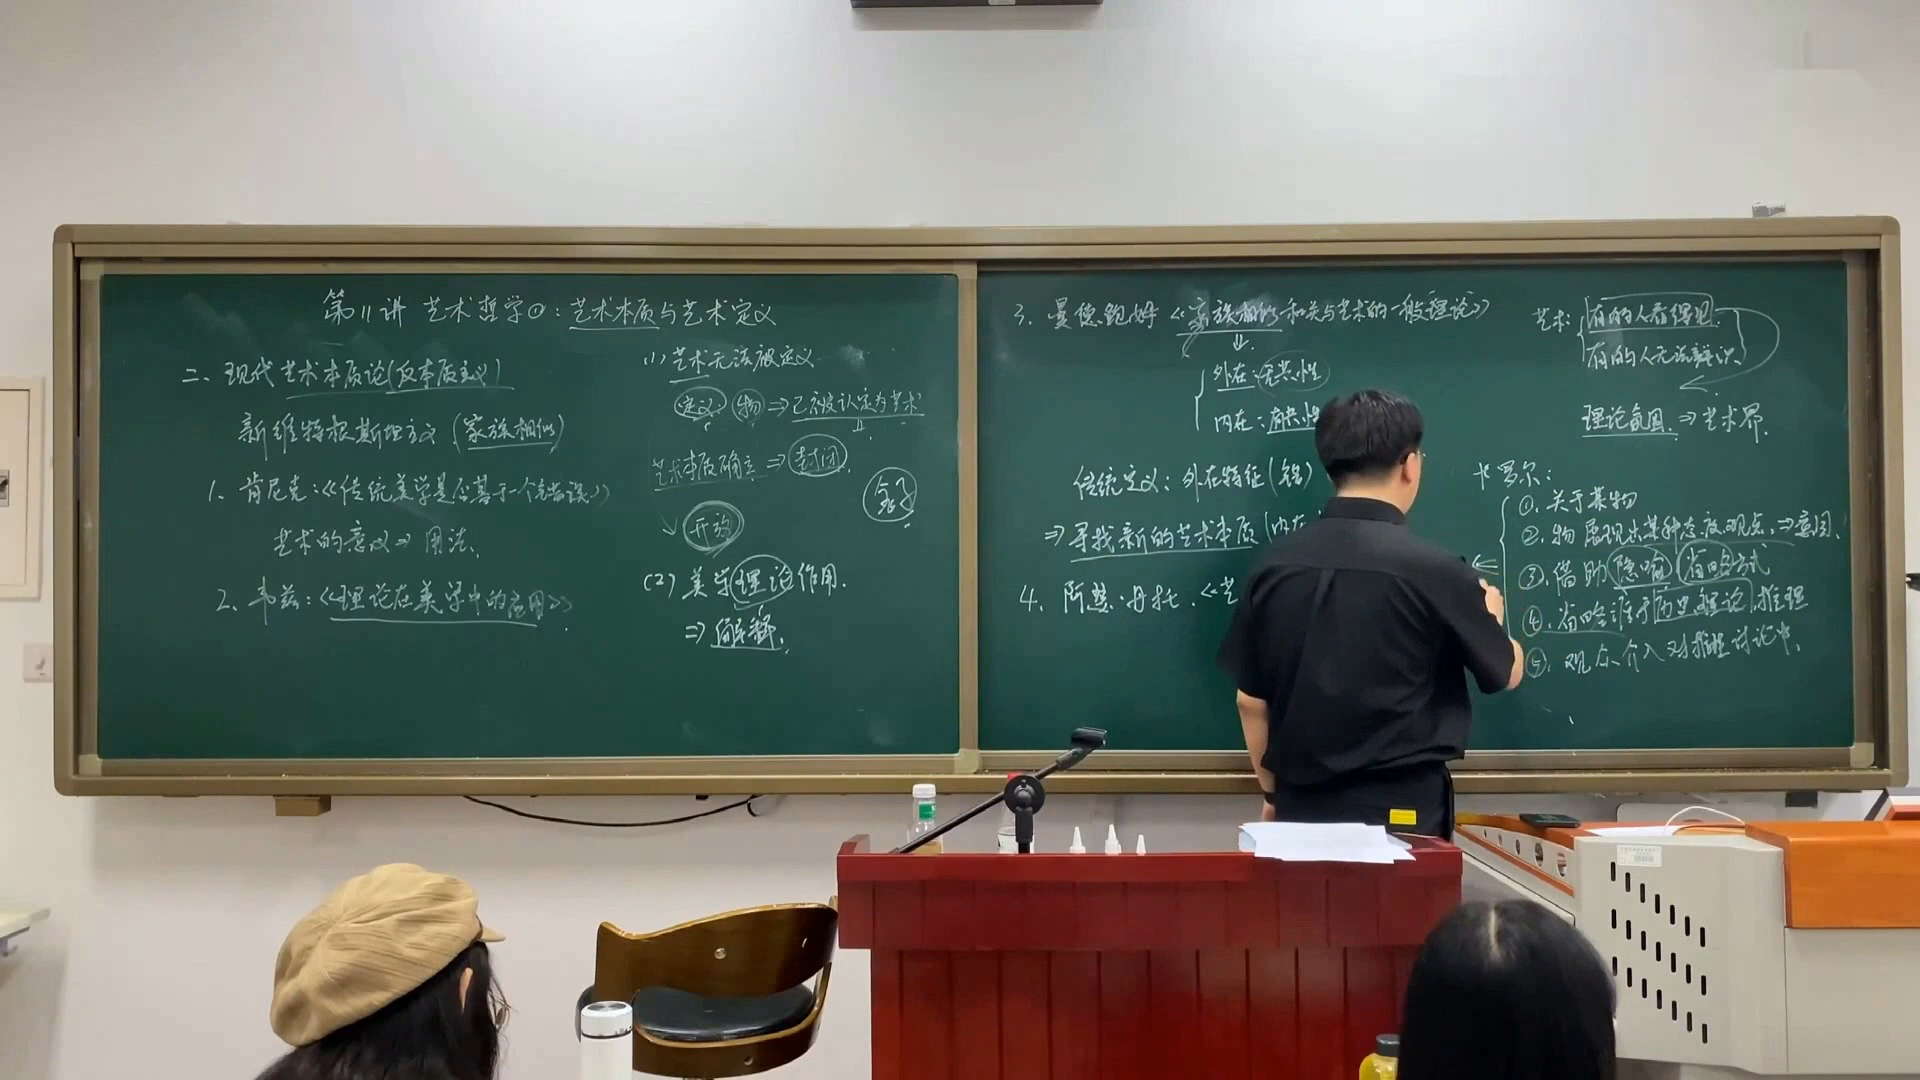 第11讲 艺术哲学①：艺术本质与艺术定义
二、现代艺术本质论(反本质主义)
新维特根斯坦主义(家族相似)
1、肯尼克：《传统美学是否基于一个错误》
艺术的意义⇒用法、
2、韦兹：《理论在美学中的应用》
(1)艺术无法被定义
定义：物⇒已被认定为艺术
艺术本质确立⇒封闭
开放
(2)美学理论作用.
⇒解释.
3、曼德鲍姆《家族相似和关于艺术的一般理论》
外在：无共性
内在：有共性
传统定义：外在特征(错)
⇒寻找新的艺术本质(内在
4、阿瑟·丹托.《艺
艺术：有的人看得见.
有的人无法辨识、
理论氛围.⇒艺术界.
卡罗尔：
①.关于某物
②.物展现出某种态度,观点.⇒意图.
③.借助隐喻 省略方式
④.省略准于历史理论推理
⑤.观众介入对推理讨论中.